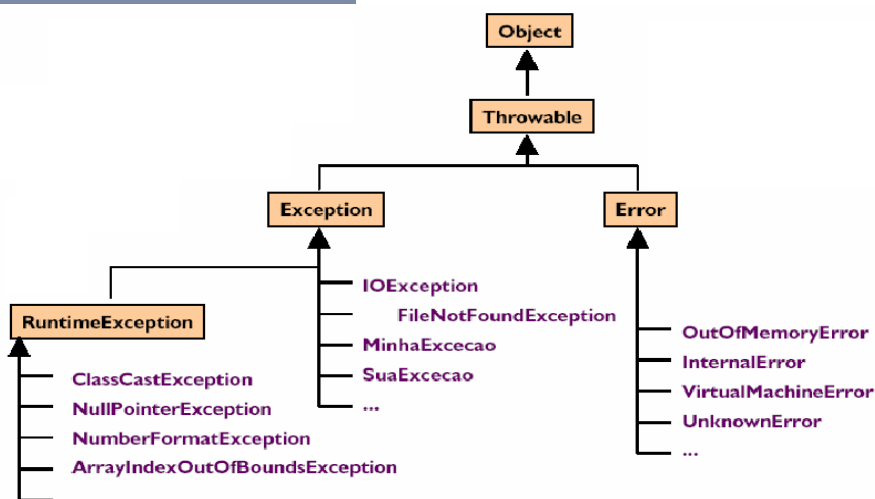 Object
Throwable
Exception
Error
RuntimeException
IOException
FileNotFoundException
MinhaExcecao
SuaExcecao
...
ClassCastException
NullPointerException
NumberFormatException
ArrayIndexOutOfBoundsException
OutOfMemoryError
InternalError
VirtualMachineError
UnknownError
...